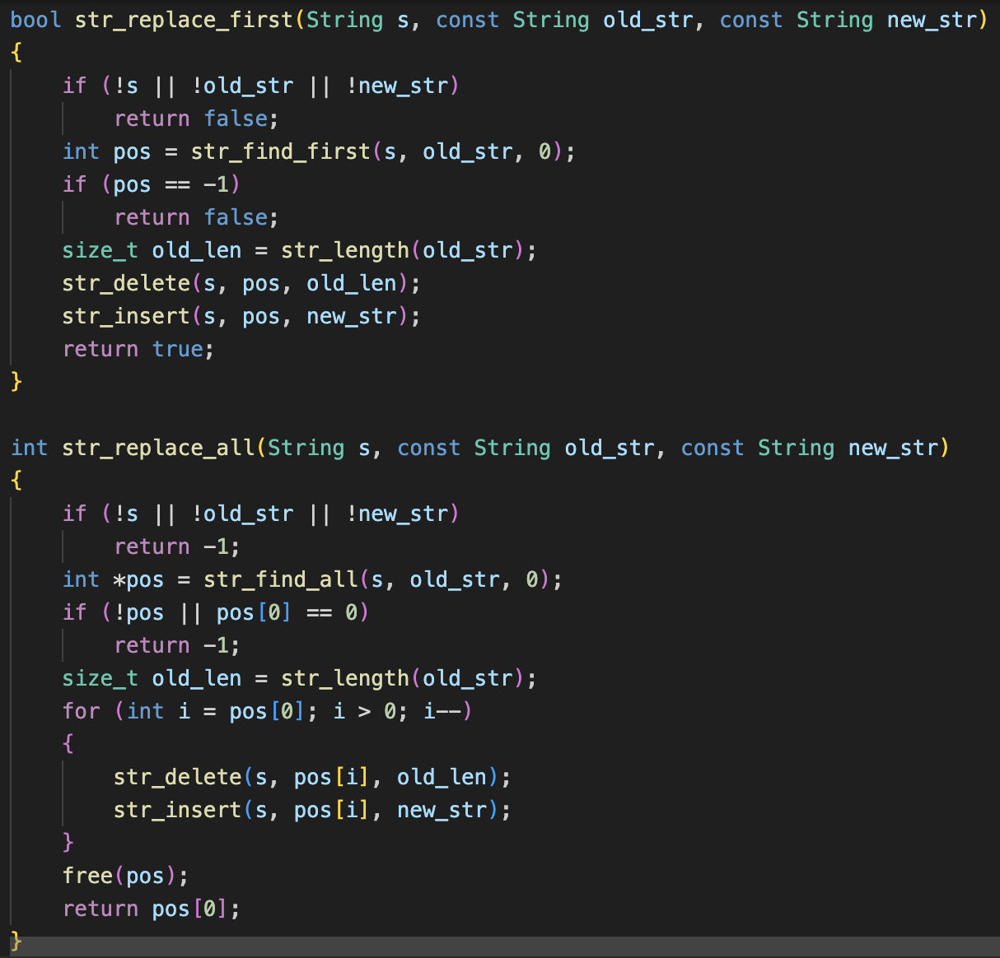 bool str_replace_first(String s, const String old_str, const String new_str)
{
    if (!s || !old_str || !new_str)
        return false;
    int pos = str_find_first(s, old_str, 0);
    if (pos == -1)
        return false;
    size_t old_len = str_length(old_str);
    str_delete(s, pos, old_len);
    str_insert(s, pos, new_str);
    return true;
}

int str_replace_all(String s, const String old_str, const String new_str)
{
    if (!s || !old_str || !new_str)
        return -1;
    int *pos = str_find_all(s, old_str, 0);
    if (!pos || pos[0] == 0)
        return -1;
    size_t old_len = str_length(old_str);
    for (int i = pos[0]; i > 0; i--)
    {
        str_delete(s, pos[i], old_len);
        str_insert(s, pos[i], new_str);
    }
    free(pos);
    return pos[0];
}